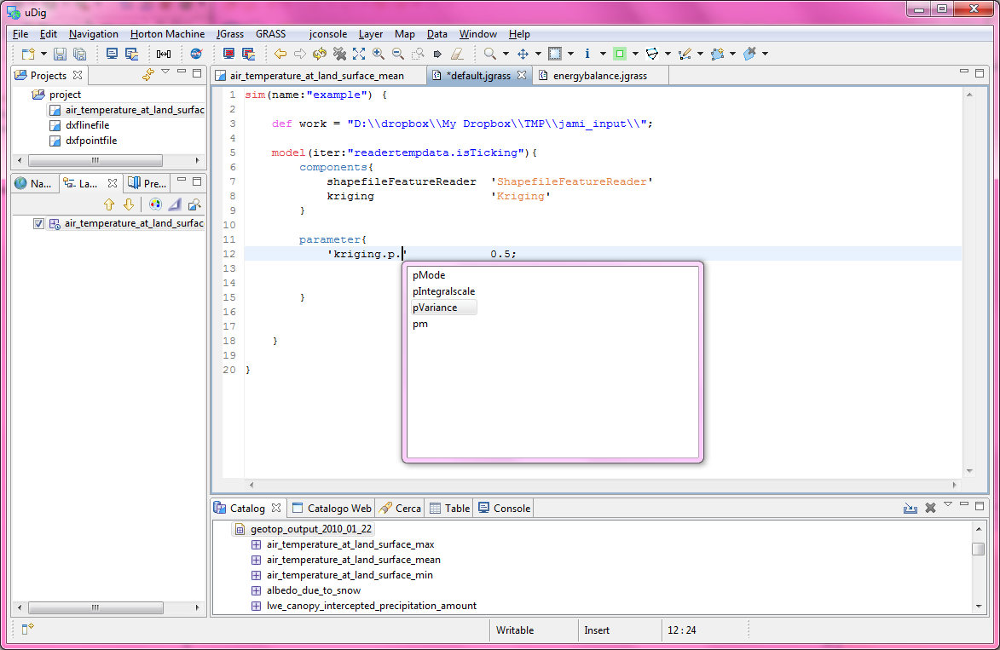 uDig
File Edit Navigation Horton Machine JGrass GRASS jconsole Layer Map Data Window Help
Projects
project
air_temperature_at_land_surfac
dxflinefile
dxfpointfile
Na... La... Pre...
air_temperature_at_land_surfac
air_temperature_at_land_surface_mean *default.jgrass energybalance.jgrass
1 sim(name:"example") {
2
3 def work = "D:\\dropbox\\My Dropbox\\TMP\\jami_input\\";
4
5 model(iter:"readertempdata.isTicking"){
6 components{
7 shapefileFeatureReader 'ShapefileFeatureReader'
8 kriging 'Kriging'
9 }
10
11 parameter{
12 'kriging.p.' 0.5;
13
14
15 }
16
17
18 }
19
20 }
pMode
pIntegralscale
pVariance
pm
Catalog Catalogo Web Cerca Table Console
geotop_output_2010_01_22
air_temperature_at_land_surface_max
air_temperature_at_land_surface_mean
air_temperature_at_land_surface_min
albedo_due_to_snow
lwe_canopy_intercepted_precipitation_amount
Writable Insert 12 : 24